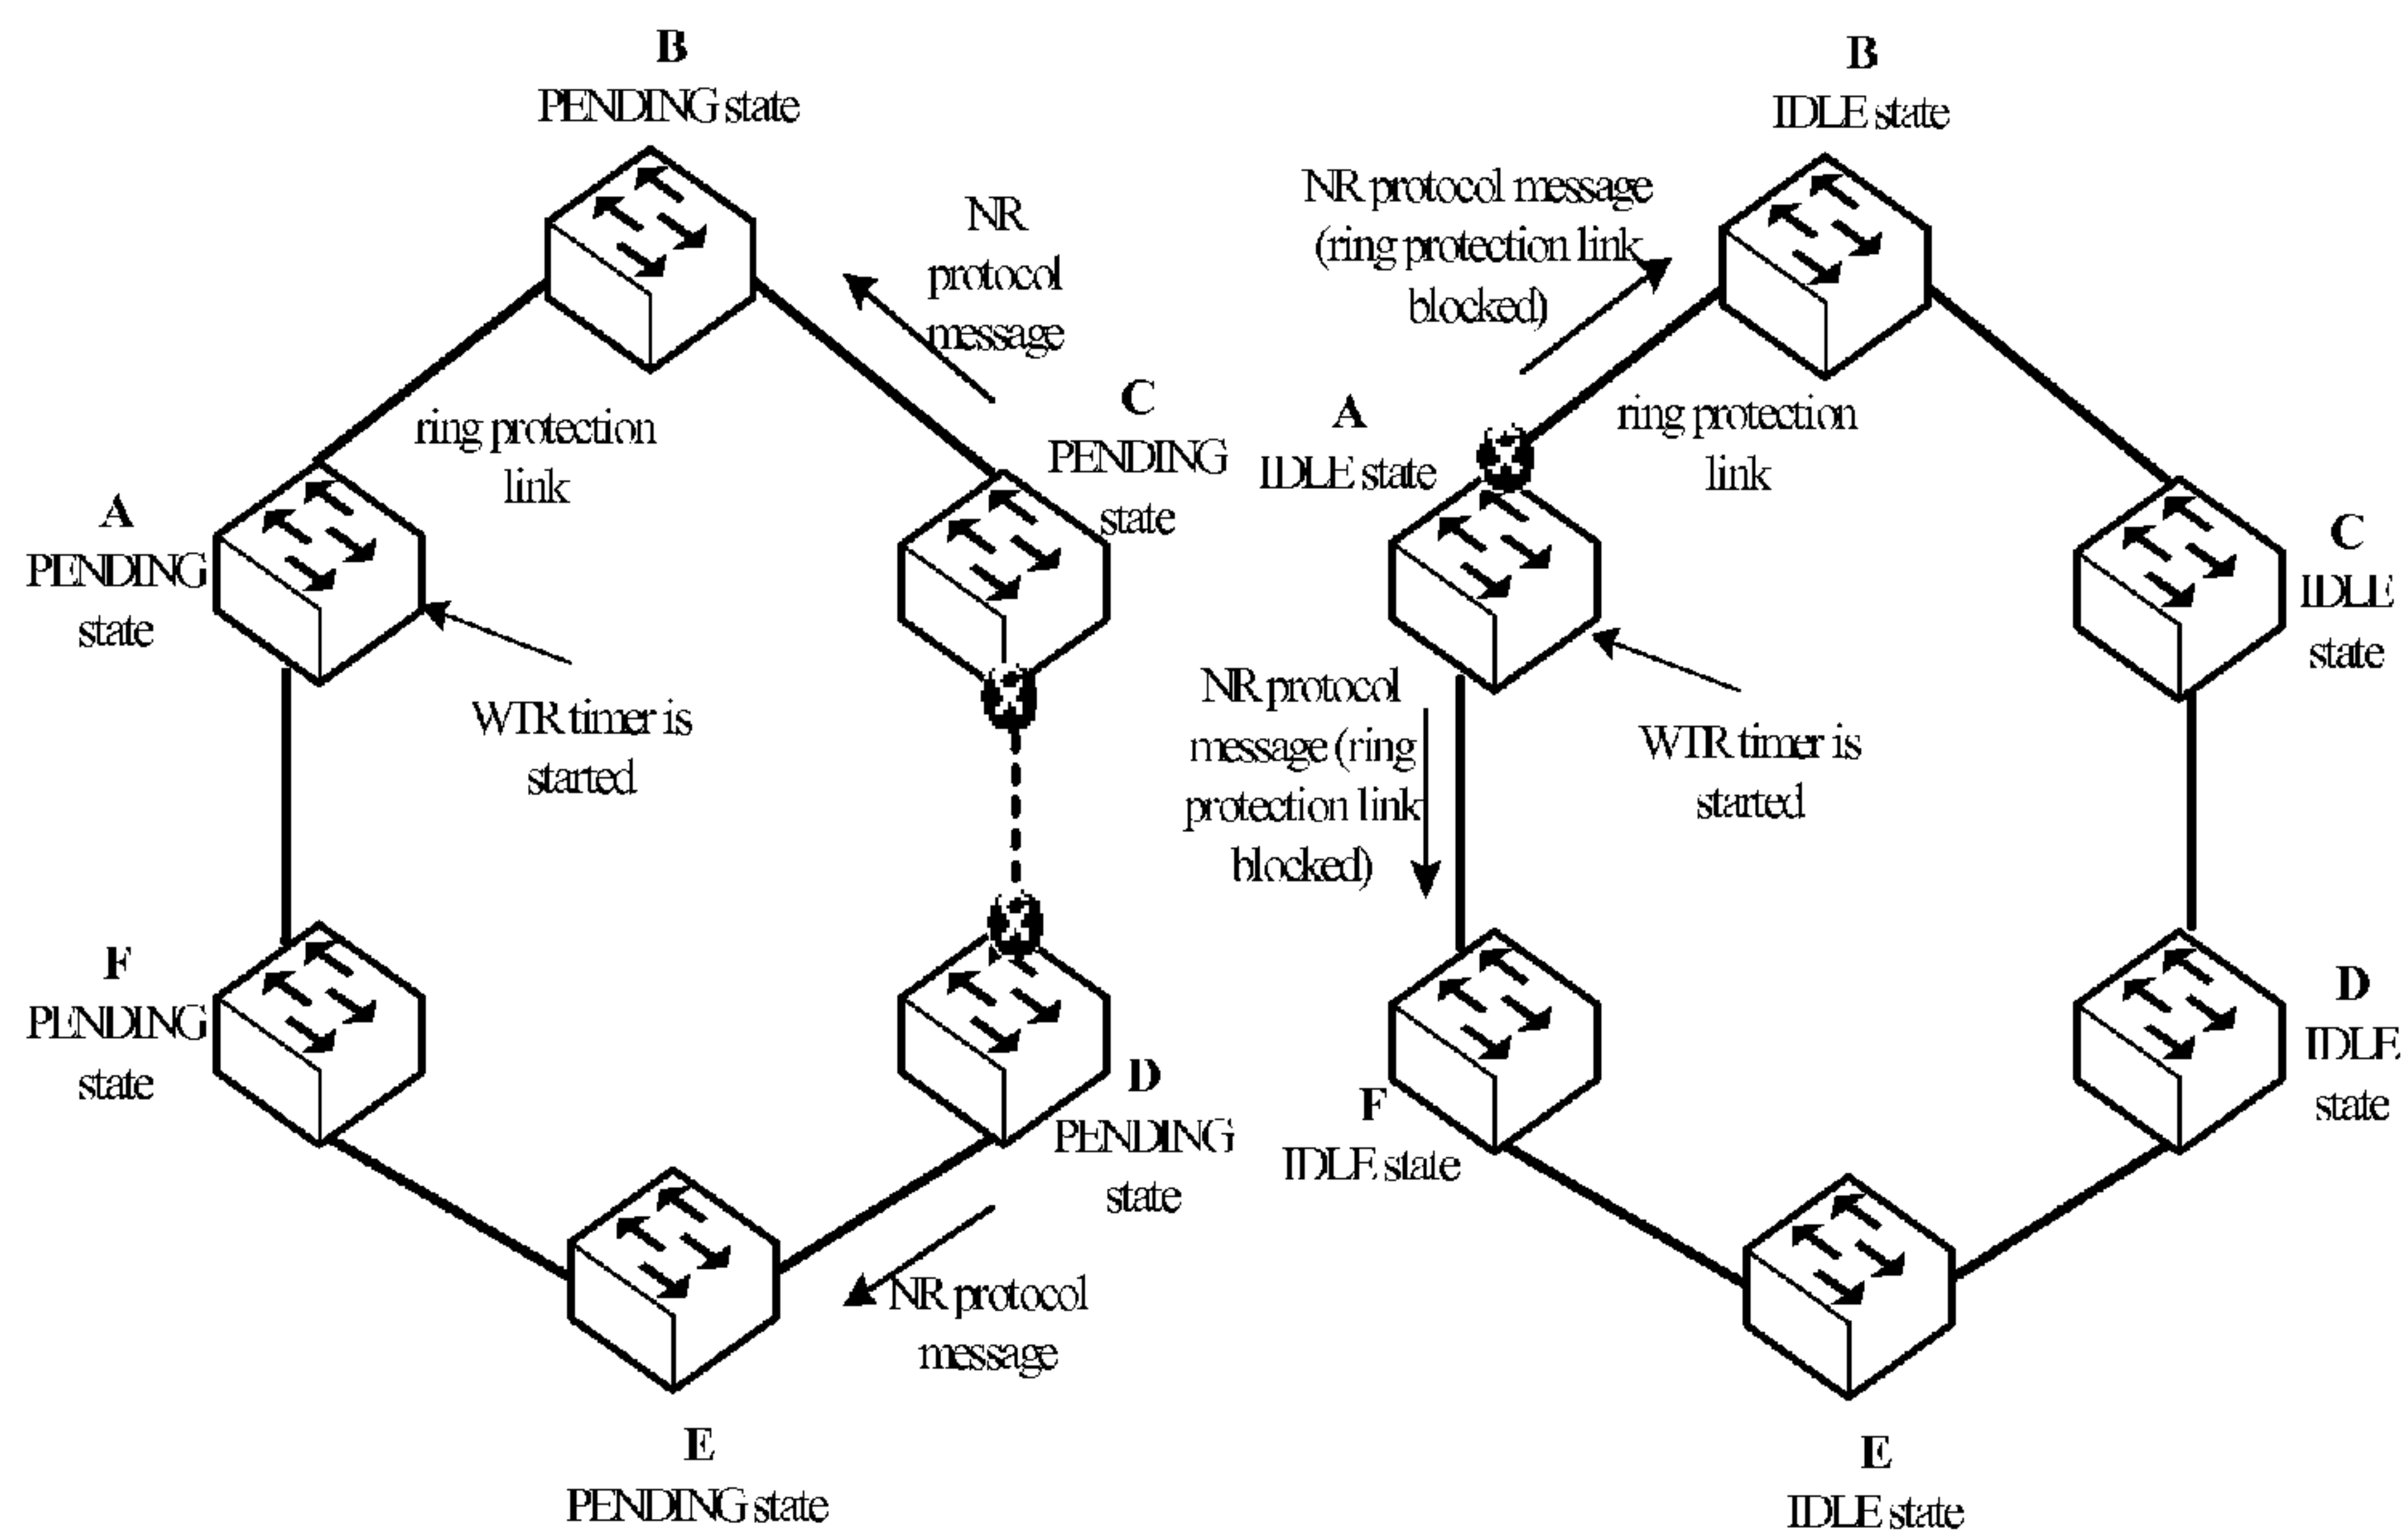 B
PENDING state
NR
protocol
message
C
PENDING
state
ring protection
link
A
PENDING
state
WTR timer is
started
F
PENDING
state
D
PENDING
state
NR protocol
message
E
PENDING state
B
IDLE state
NR protocol message
(ring protection link
blocked)
A
IDLE state
ring protection
link
C
IDLE
state
NR protocol
message (ring
protection link
blocked)
WTR timer is
started
F
IDLE state
D
IDLE
state
E
IDLE state